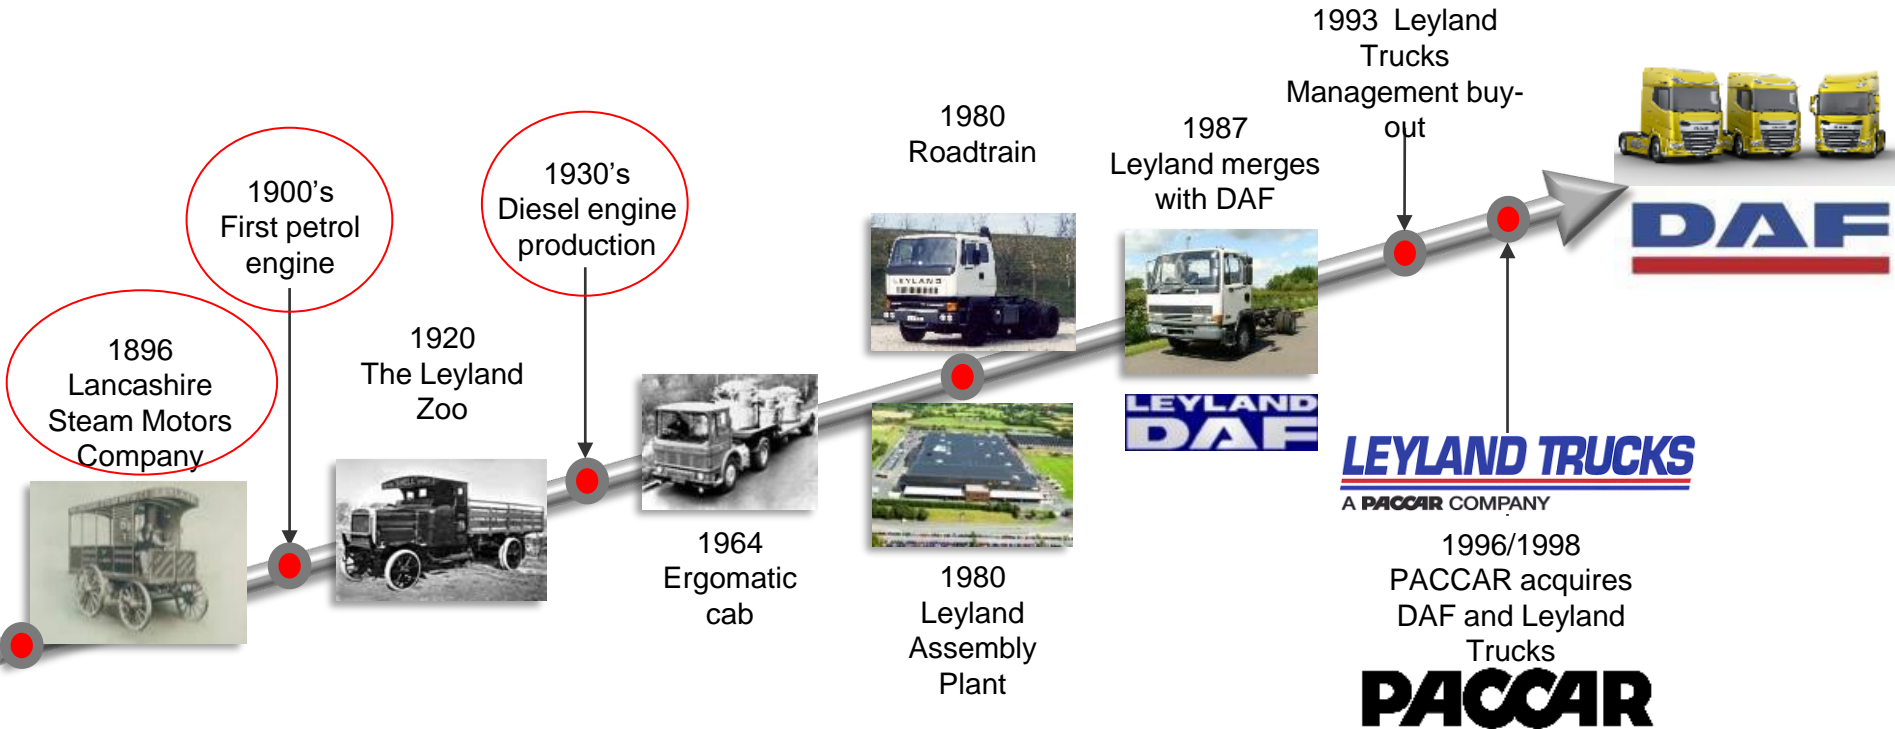 1896
Lancashire
Steam Motors
Company
1900’s
First petrol
engine
1920
The Leyland
Zoo
1930’s
Diesel engine
production
1964
Ergomatic
cab
1980
Roadtrain
LEYLAND
1980
Leyland
Assembly
Plant
1987
Leyland merges
with DAF
LEYLAND
DAF
1993 Leyland
Trucks
Management buy-
out
LEYLAND TRUCKS
A PACCAR COMPANY
1996/1998
PACCAR acquires
DAF and Leyland
Trucks
PACCAR
DAF